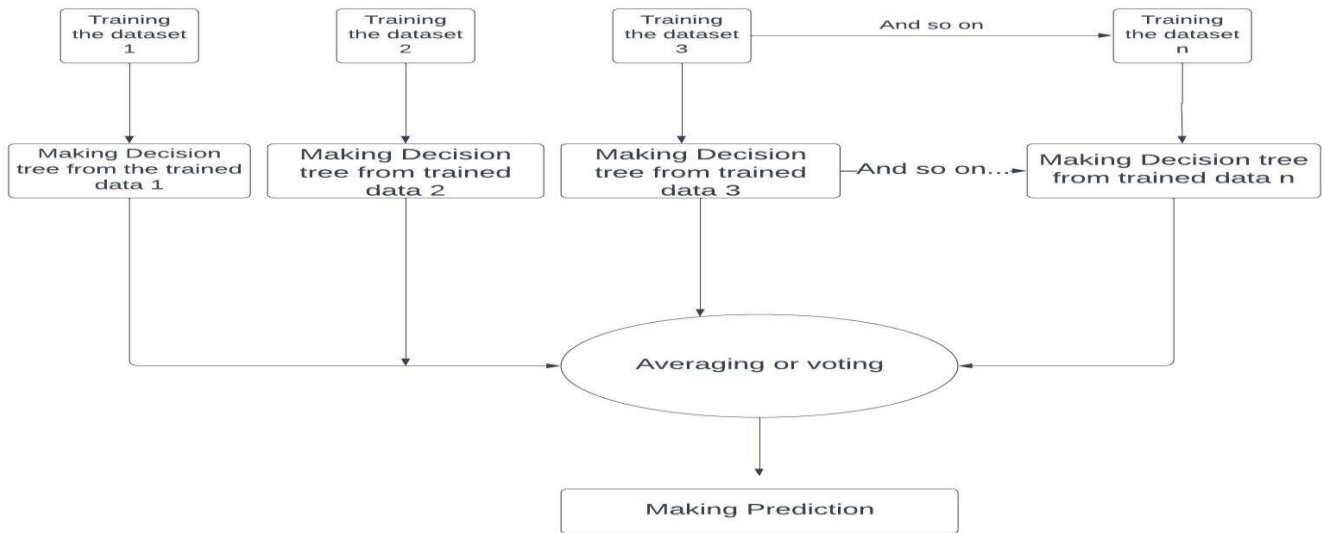 Training
the dataset
1
Training
the dataset
2
Training
the dataset
3
And so on
Training
the dataset
n
Making Decision
tree from the trained
data 1
Making Decision
tree from trained
data 2
Making Decision
tree from trained
data 3
And so on...
Making Decision tree
from trained data n
Averaging or voting
Making Prediction